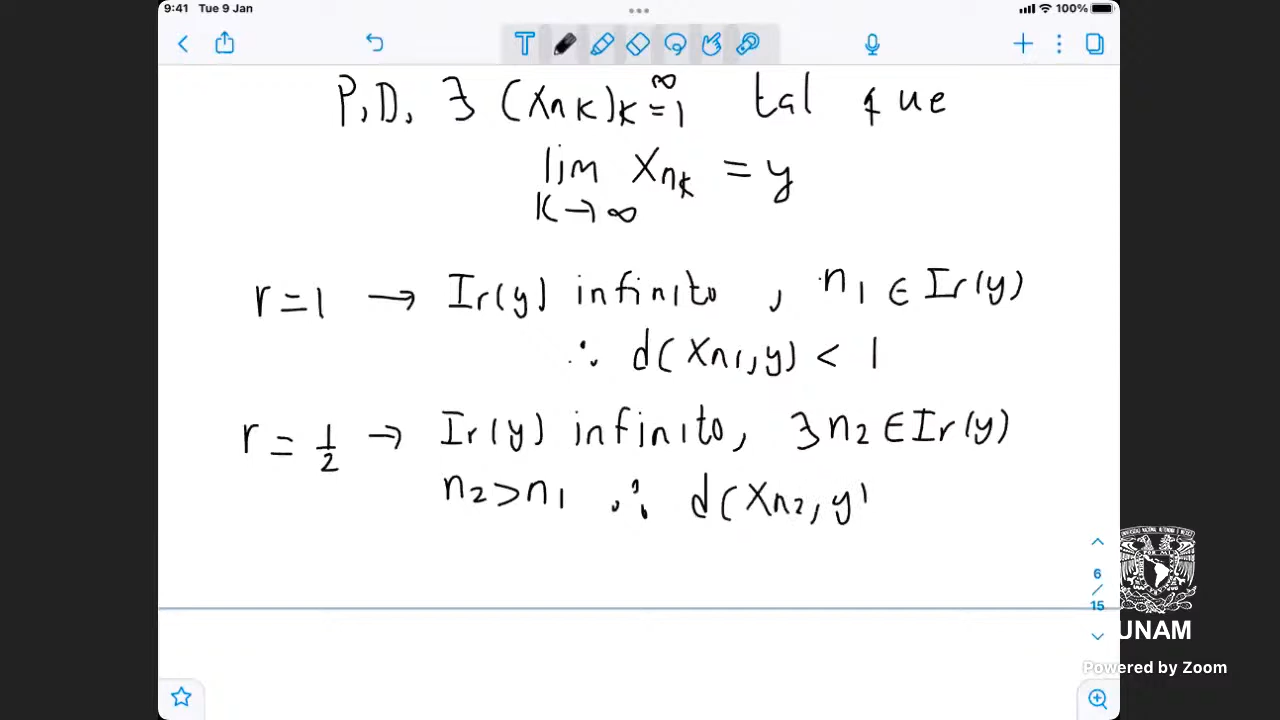 9:41 Tue 9 Jan
100%
P.D. ∃ (Xnk)k=1^∞ tal que
lim Xnk = y
k→∞
r = 1 → Ir(y) infinito, n1 ∈ Ir(y)
∴ d(Xn1, y) < 1
r = 1/2 → Ir(y) infinito, ∃ n2 ∈ Ir(y)
n2 > n1 ∴ d(Xn2, y)
6
/
15
UNAM
Powered by Zoom